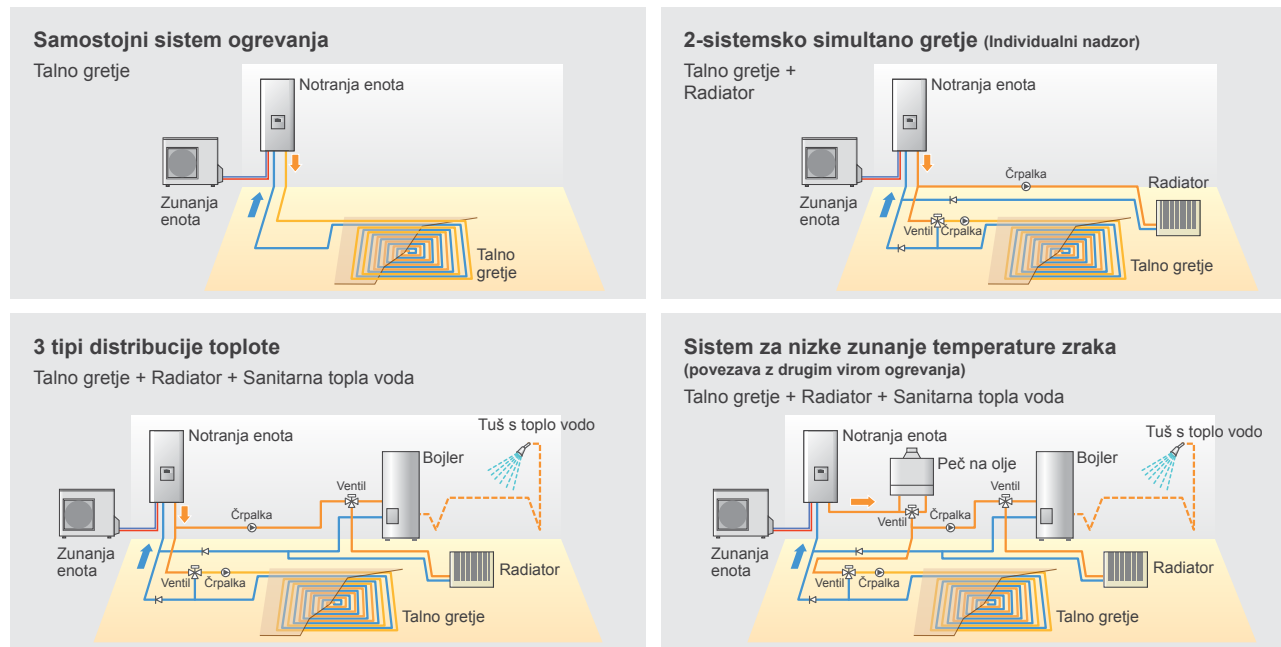 Samostojni sistem ogrevanja
Talno gretje
Notranja enota
Zunanja
enota
Talno
gretje
2-sistemsko simultano gretje (Individualni nadzor)
Talno gretje +
Radiator
Notranja enota
Črpalka
Radiator
Zunanja
enota
Ventil
Črpalka
Talno gretje
3 tipi distribucije toplote
Talno gretje + Radiator + Sanitarna topla voda
Tuš s toplo vodo
Notranja enota
Bojler
Ventil
Črpalka
Zunanja
enota
Radiator
Ventil
Črpalka
Talno gretje
Sistem za nizke zunanje temperature zraka
(povezava z drugim virom ogrevanja)
Talno gretje + Radiator + Sanitarna topla voda
Tuš s toplo vodo
Notranja enota
Peč na olje
Bojler
Ventil
Ventil
Črpalka
Zunanja
enota
Radiator
Ventil
Črpalka
Talno gretje